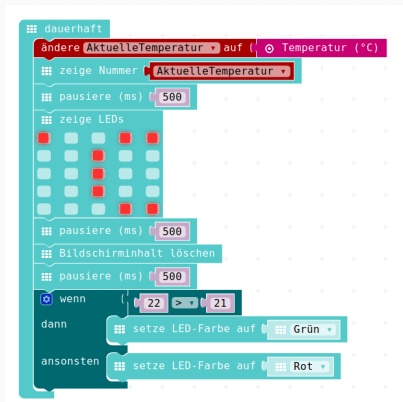 dauerhaft
ändere AktuelleTemperatur auf Temperatur (°C)
zeige Nummer AktuelleTemperatur
pausiere (ms) 500
zeige LEDs
pausiere (ms) 500
Bildschirminhalt löschen
pausiere (ms) 500
wenn 22 > 21
dann setze LED-Farbe auf Grün
ansonsten setze LED-Farbe auf Rot